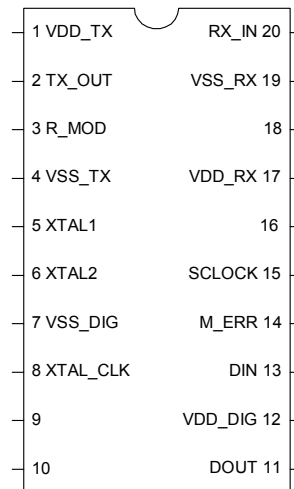 1 VDD_TX RX_IN 20
2 TX_OUT VSS_RX 19
3 R_MOD 18
4 VSS_TX VDD_RX 17
5 XTAL1 16
6 XTAL2 SCLOCK 15
7 VSS_DIG M_ERR 14
8 XTAL_CLK DIN 13
9 VDD_DIG 12
10 DOUT 11